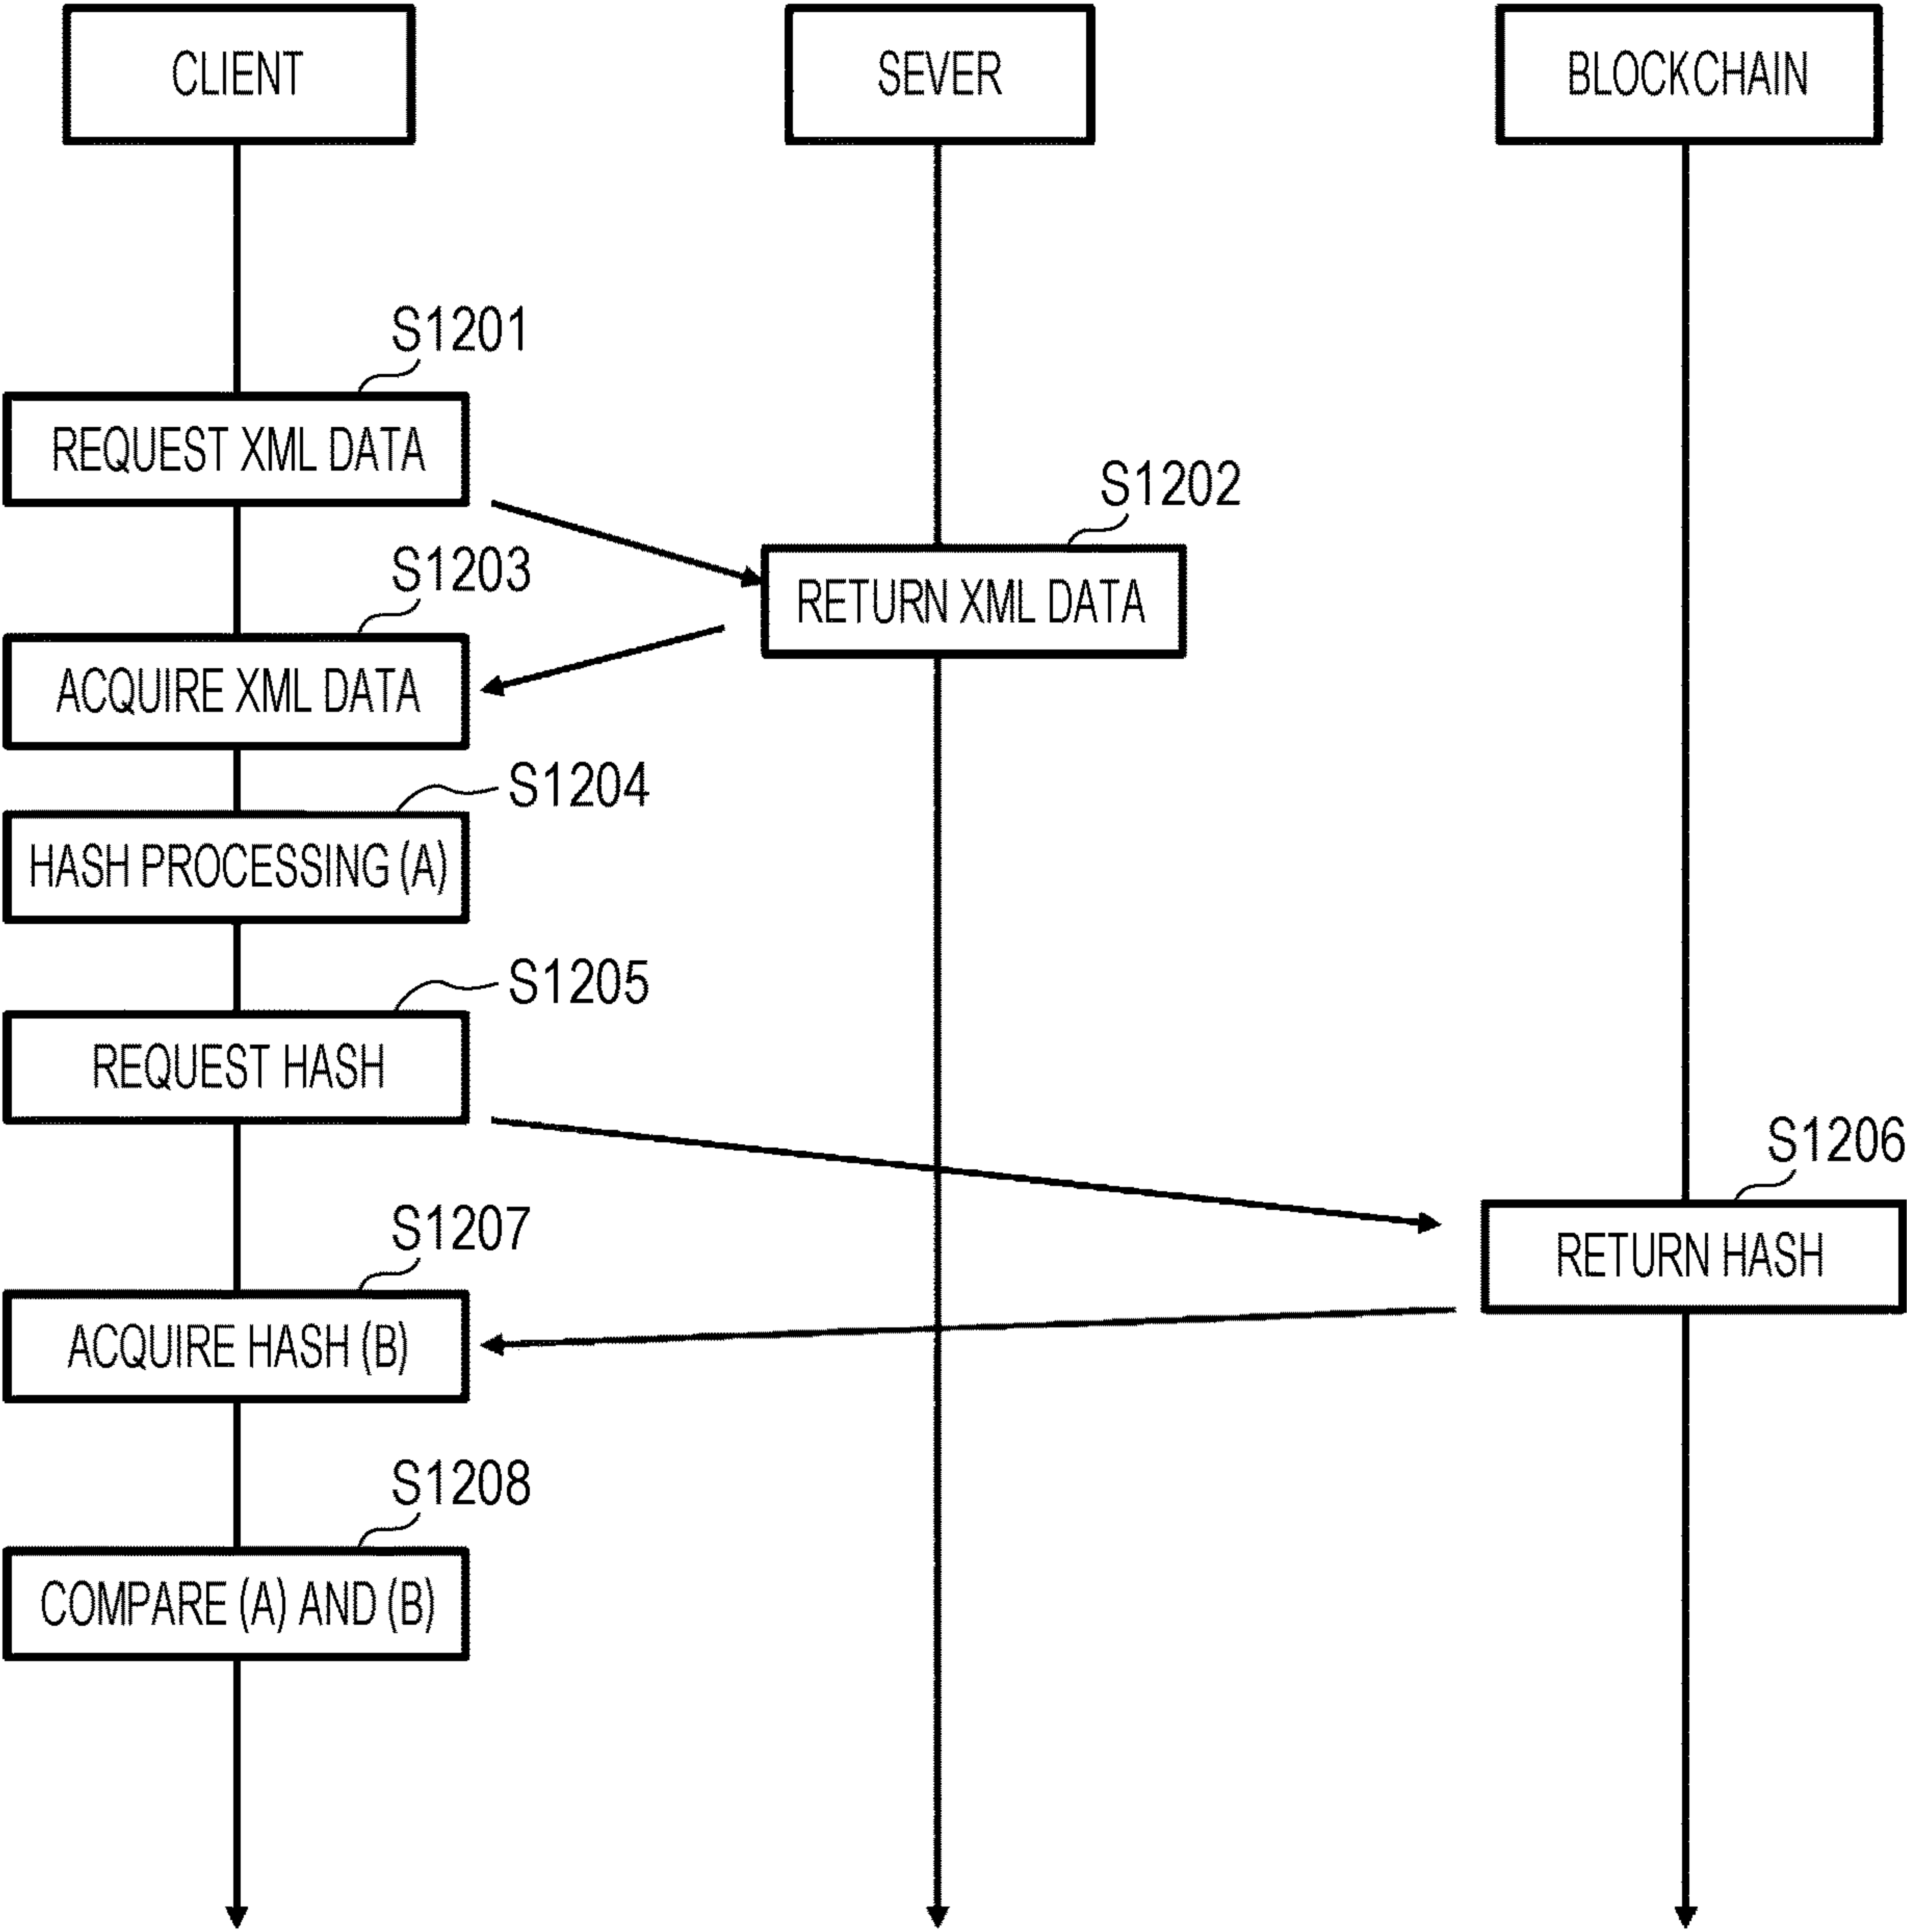 CLIENT
SEVER
BLOCKCHAIN
S1201
REQUEST XML DATA
S1202
RETURN XML DATA
S1203
ACQUIRE XML DATA
S1204
HASH PROCESSING (A)
S1205
REQUEST HASH
S1206
RETURN HASH
S1207
ACQUIRE HASH (B)
S1208
COMPARE (A) AND (B)